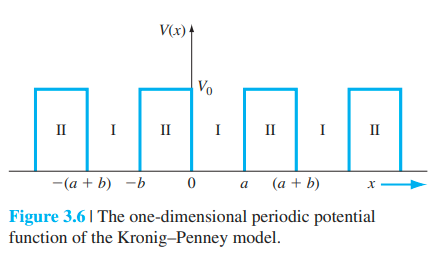 V(x)
V₀
II I II I II I II
−(a + b) −b 0 a (a + b) x
Figure 3.6 | The one-dimensional periodic potential
function of the Kronig–Penney model.